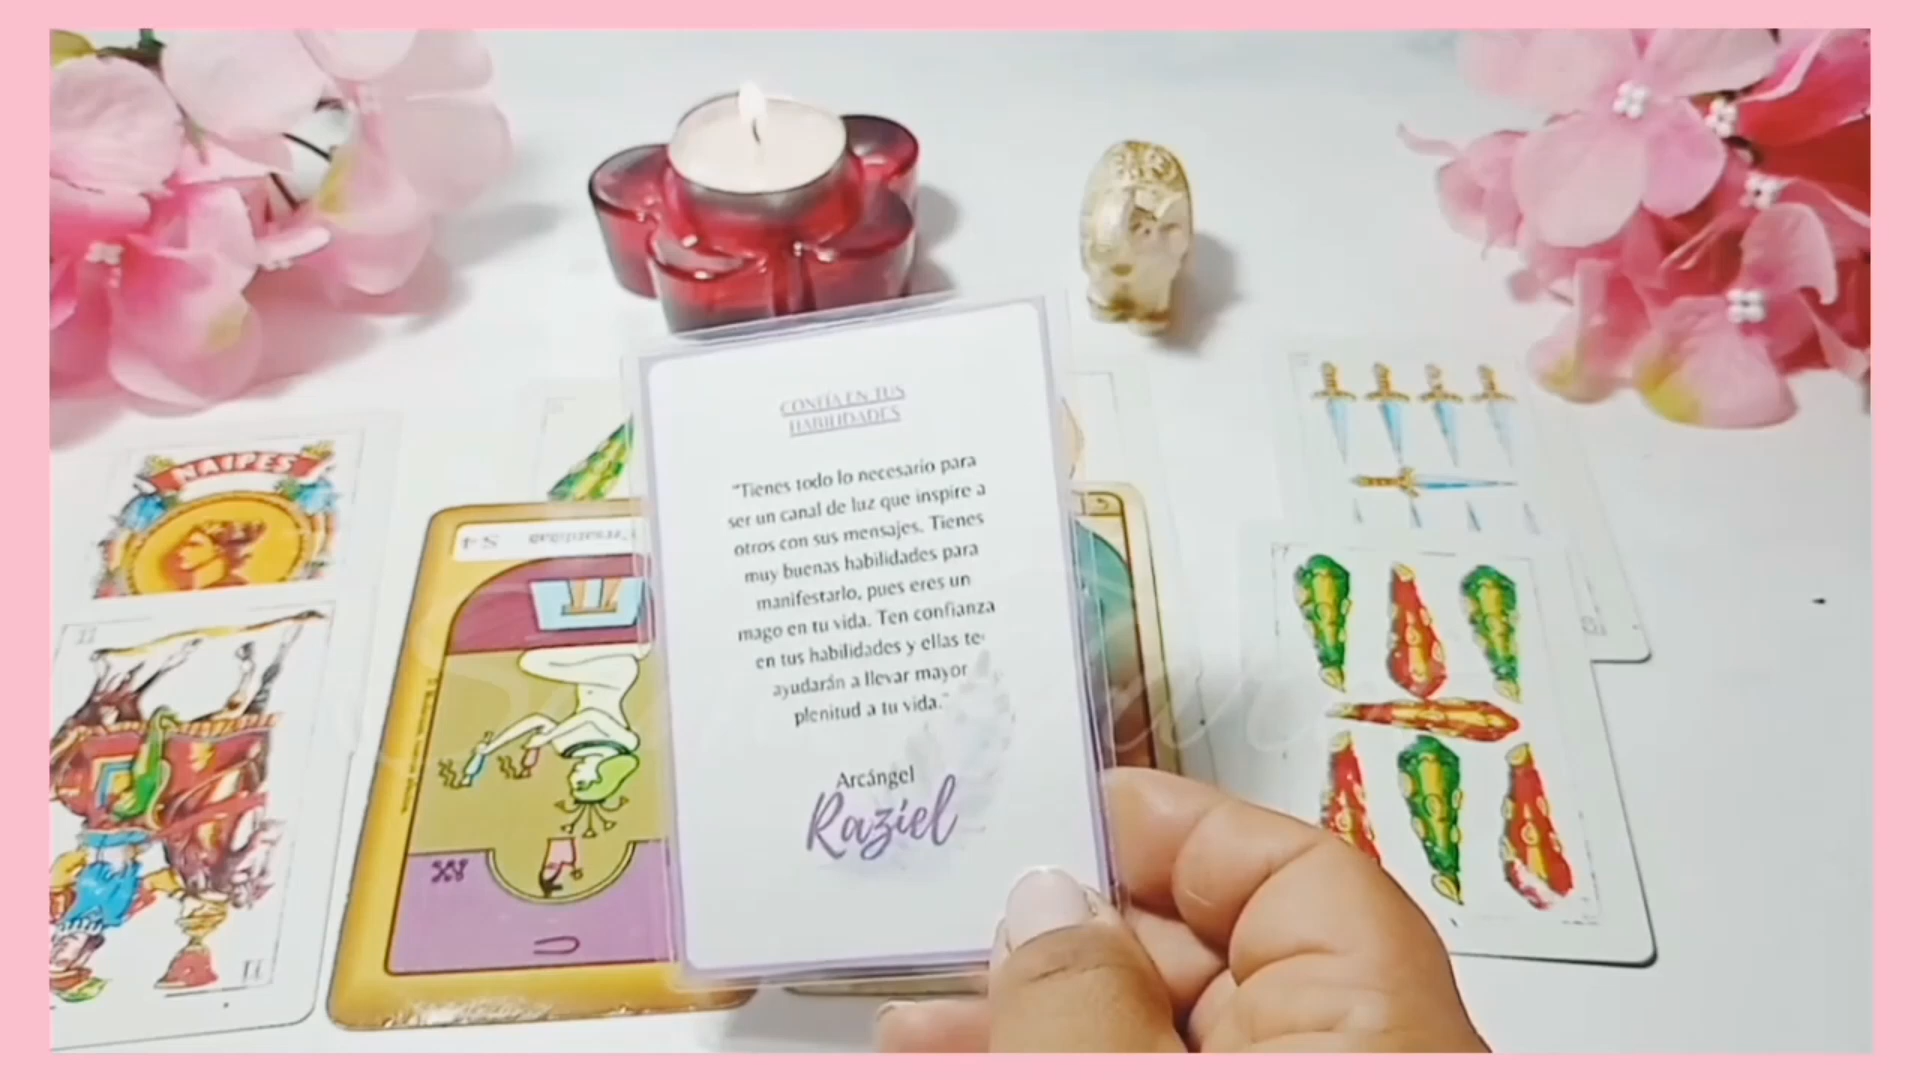 NAIPES
CONFÍA EN TUS
HABILIDADES
"Tienes todo lo necesario para
ser un canal de luz que inspire a
otros con sus mensajes. Tienes
muy buenas habilidades para
manifestarlo, pues eres un
mago en tu vida. Ten confianza
en tus habilidades y ellas te
ayudarán a llevar mayor
plenitud a tu vida."
Arcángel
Raziel
11
11